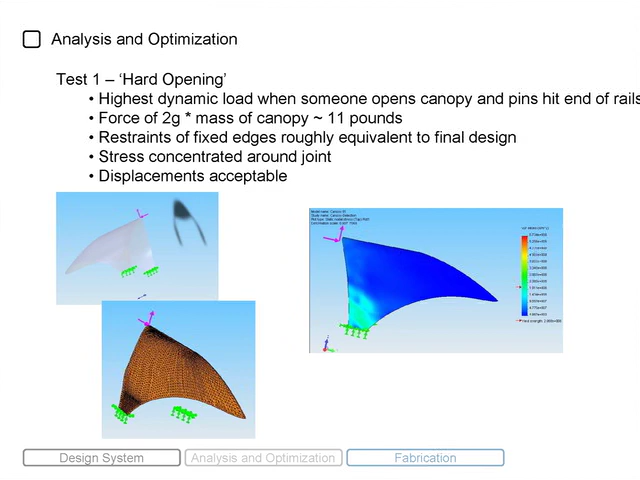 Analysis and Optimization
Test 1 – ‘Hard Opening’
• Highest dynamic load when someone opens canopy and pins hit end of rails
• Force of 2g * mass of canopy ~ 11 pounds
• Restraints of fixed edges roughly equivalent to final design
• Stress concentrated around joint
• Displacements acceptable
Design System
Analysis and Optimization
Fabrication